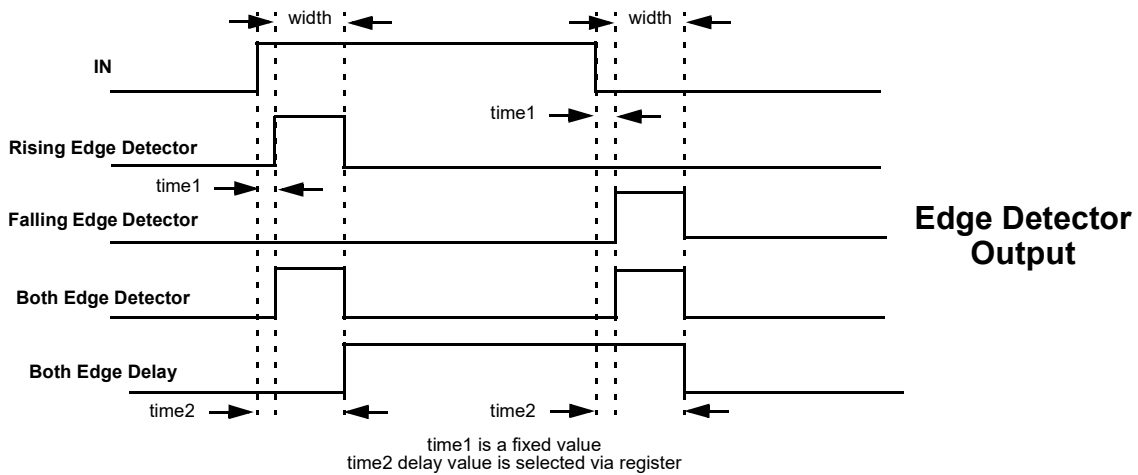 width
width
IN
time1
Rising Edge Detector
time1
Falling Edge Detector
Edge Detector
Output
Both Edge Detector
Both Edge Delay
time2
time2
time1 is a fixed value
time2 delay value is selected via register